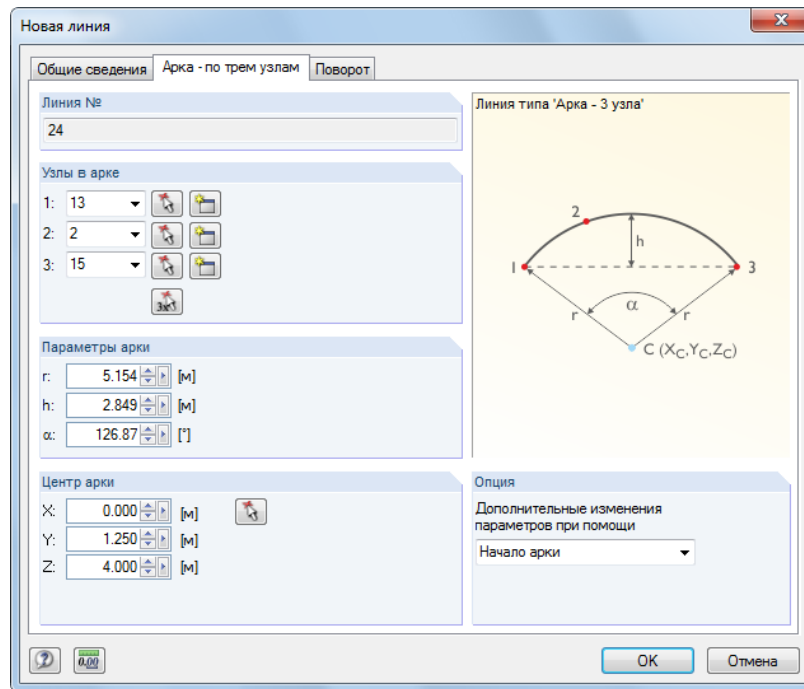 Новая линия
Общие сведения
Арка - по трем узлам
Поворот
Линия №
24
Узлы в арке
1: 13
2: 2
3: 15
3x
Параметры арки
r: 5.154 [м]
h: 2.849 [м]
α: 126.87 [°]
Центр арки
X: 0.000 [м]
Y: 1.250 [м]
Z: 4.000 [м]
Линия типа 'Арка - 3 узла'
2
h
1
3
α
r
r
C (XC,YC,ZC)
Опция
Дополнительные изменения
параметров при помощи
Начало арки
0.00
OK
Отмена